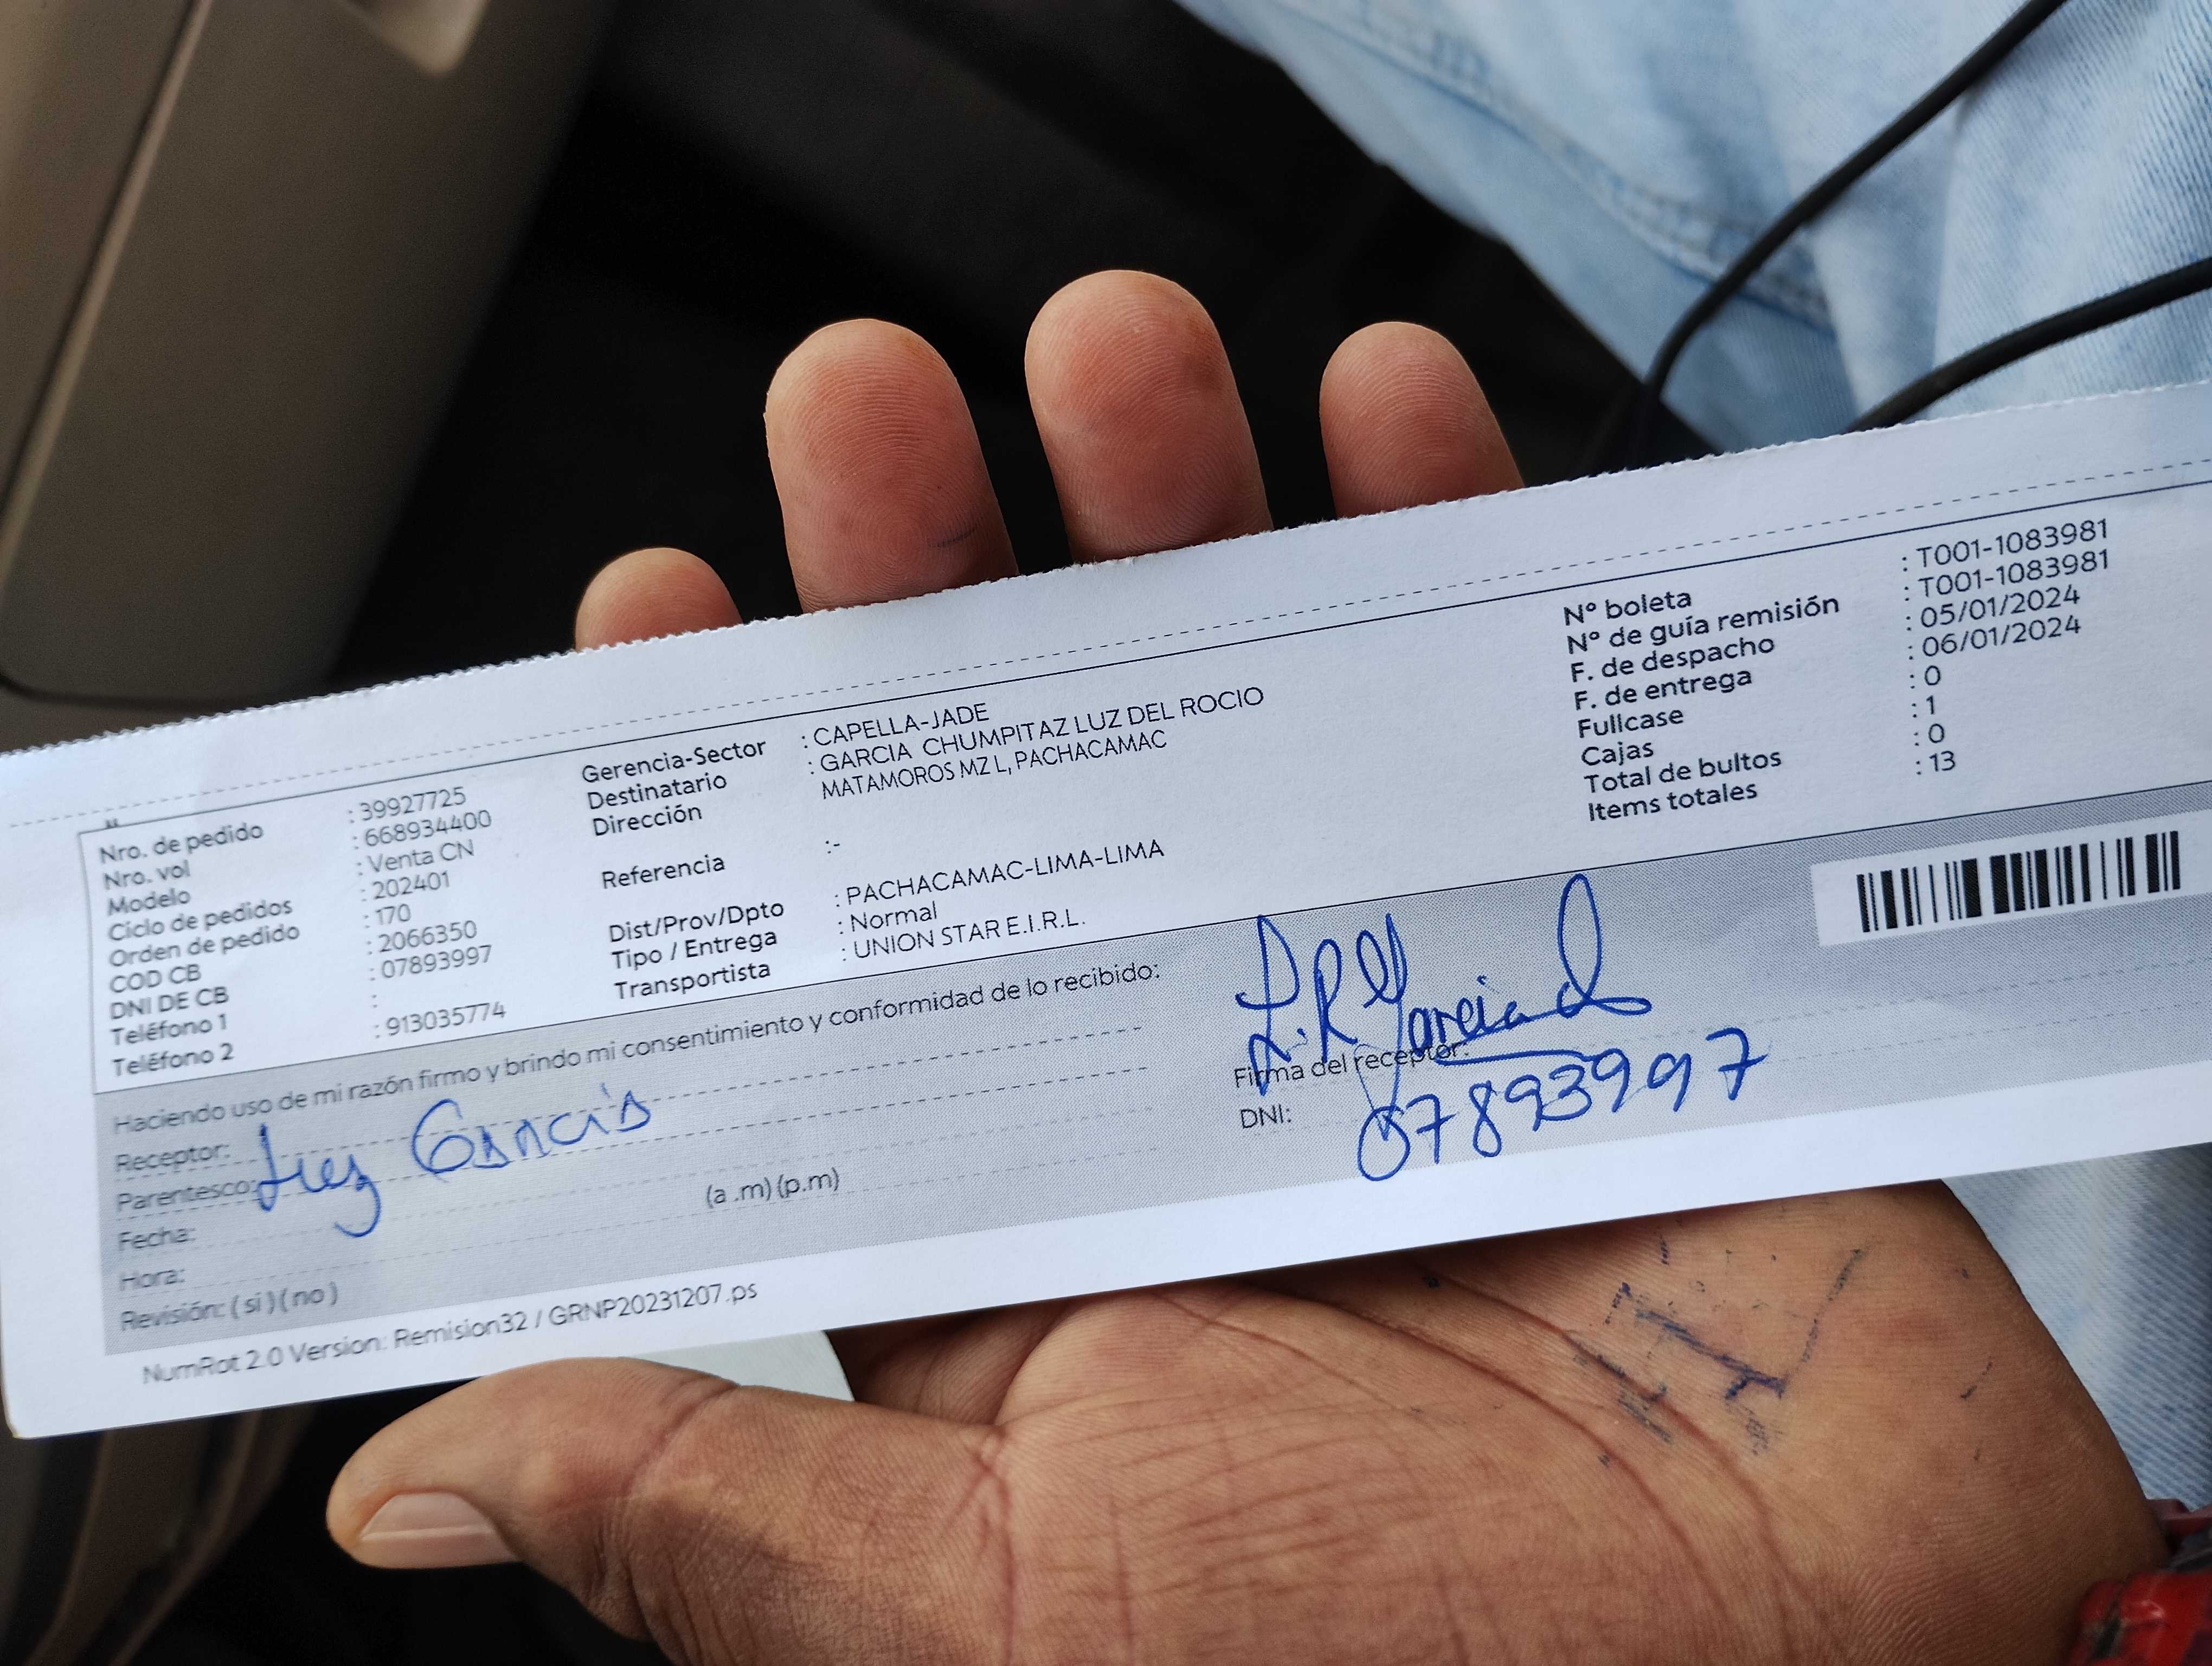 Nro. de pedido : 39927725
Nro. vol : 668934400
Modelo : Venta CN
Ciclo de pedidos : 202401
Orden de pedido : 170
COD CB : 2066350
DNI DE CB : 07893997
Teléfono 1 :
Teléfono 2 : 913035774
Gerencia-Sector : CAPELLA-JADE
Destinatario : GARCIA CHUMPITAZ LUZ DEL ROCIO
Dirección MATAMOROS MZ L, PACHACAMAC
Referencia :-
Dist/Prov/Dpto : PACHACAMAC-LIMA-LIMA
Tipo / Entrega : Normal
Transportista : UNION STAR E.I.R.L.
N° boleta : T001-1083981
N° de guía remisión : T001-1083981
F. de despacho : 05/01/2024
F. de entrega : 06/01/2024
Fullcase : 0
Cajas : 1
Total de bultos : 0
Items totales : 13
Haciendo uso de mi razón firmo y brindo mi consentimiento y conformidad de lo recibido:
Receptor: Luz Garcia
Parentesco:
Fecha:
Hora: (a .m) (p.m)
Revisión: ( si ) ( no )
L.R Garcia
Firma del receptor:
DNI: 07893997
NumRot 2.0 Version: Remision32 / GRNP20231207.ps